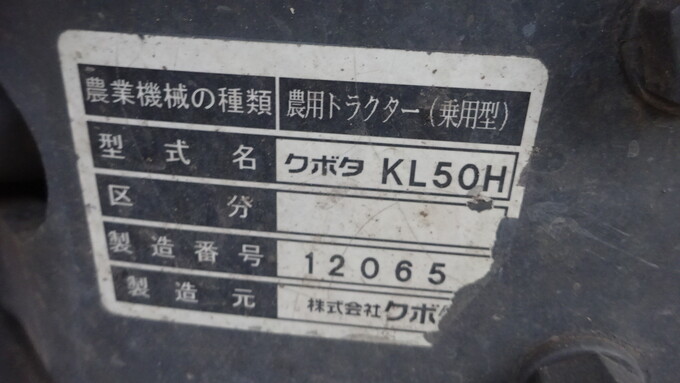 農業機械の種類 農用トラクター(乗用型)
型式名 クボタ KL50H
区分
製造番号 12065
製造元 株式会社クボ